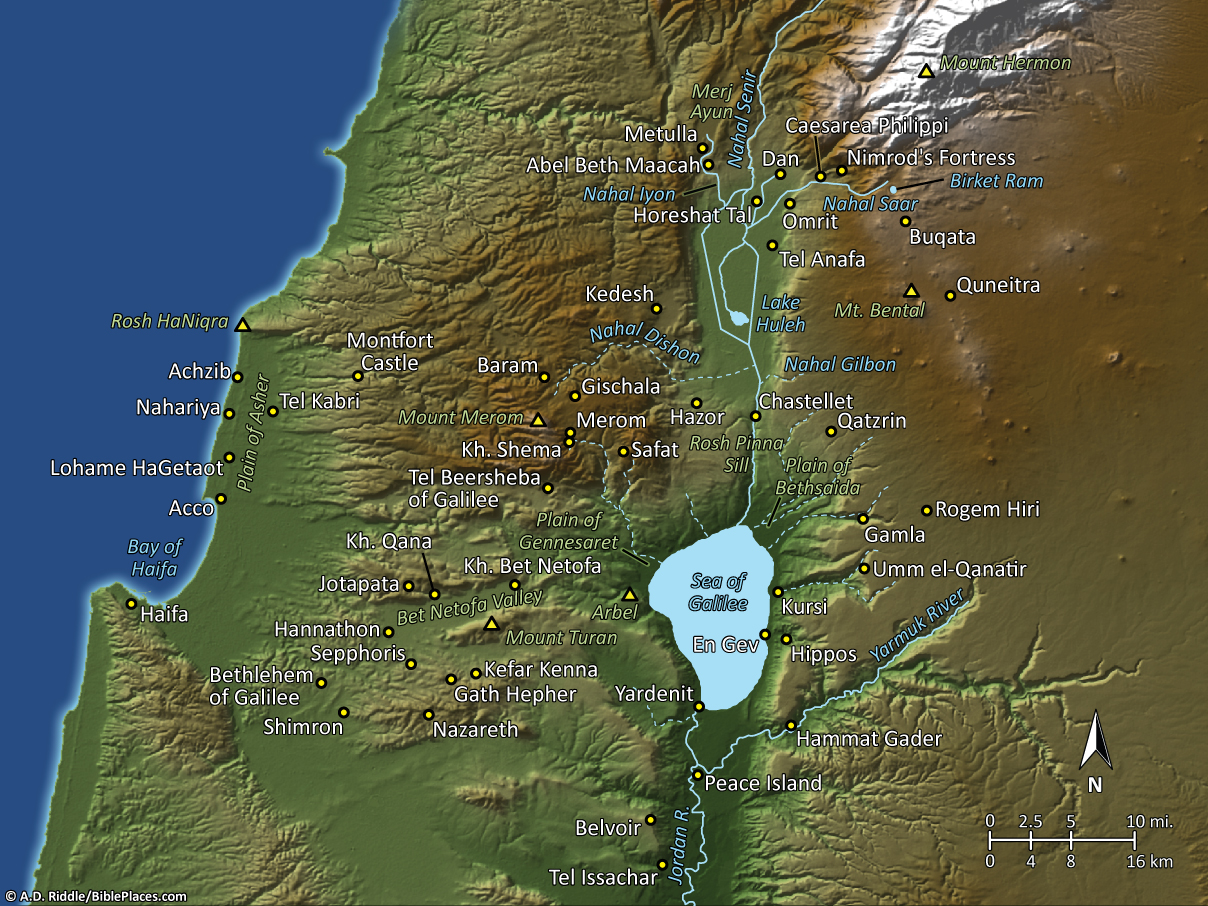 Mount Hermon
Merj
Ayun
Nahal Senir
Metulla
Caesarea Philippi
Abel Beth Maacah
Dan
Nimrod's Fortress
Nahal Iyon
Birket Ram
Horeshat Tal
Omrit
Nahal Saar
Buqata
Tel Anafa
Kedesh
Quneitra
Lake
Huleh
Mt. Bental
Rosh HaNiqra
Nahal Dishon
Montfort
Castle
Baram
Nahal Gilbon
Achzib
Gischala
Nahariya
Plain of Asher
Tel Kabri
Mount Merom
Merom
Hazor
Chastellet
Qatzrin
Kh. Shema
Safat
Rosh Pinna
Sill
Lohame HaGetaot
Tel Beersheba
of Galilee
Plain of
Bethsaida
Acco
Rogem Hiri
Plain of
Gennesaret
Gamla
Bay of
Haifa
Kh. Qana
Kh. Bet Netofa
Umm el-Qanatir
Jotapata
Sea of
Galilee
Haifa
Bet Netofa Valley
Arbel
Kursi
Yarmuk River
Hannathon
Mount Turan
En Gev
Hippos
Sepphoris
Bethlehem
of Galilee
Kefar Kenna
Gath Hepher
Yardenit
Shimron
Nazareth
Hammat Gader
Peace Island
N
Belvoir
Jordan R.
0 2.5 5 10 mi.
0 4 8 16 km
Tel Issachar
© A.D. Riddle/BiblePlaces.com